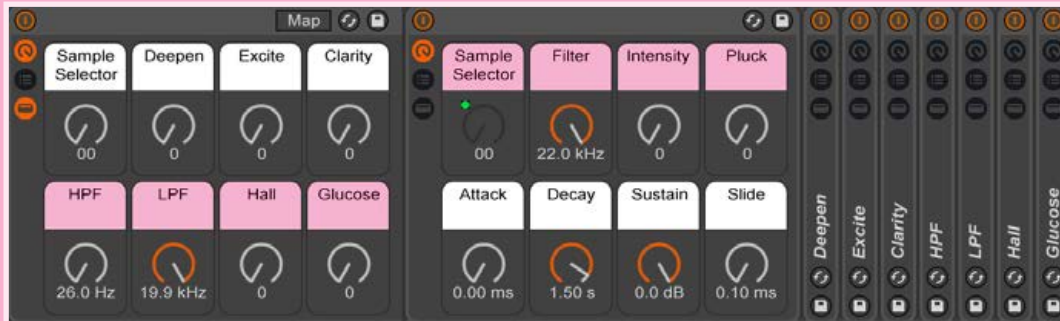 Map
Sample Selector
Deepen
Excite
Clarity
00
0
0
0
HPF
LPF
Hall
Glucose
26.0 Hz
19.9 kHz
0
0
Sample Selector
Filter
Intensity
Pluck
00
22.0 kHz
0
0
Attack
Decay
Sustain
Slide
0.00 ms
1.50 s
0.0 dB
0.10 ms
Deepen
Excite
Clarity
HPF
LPF
Hall
Glucose